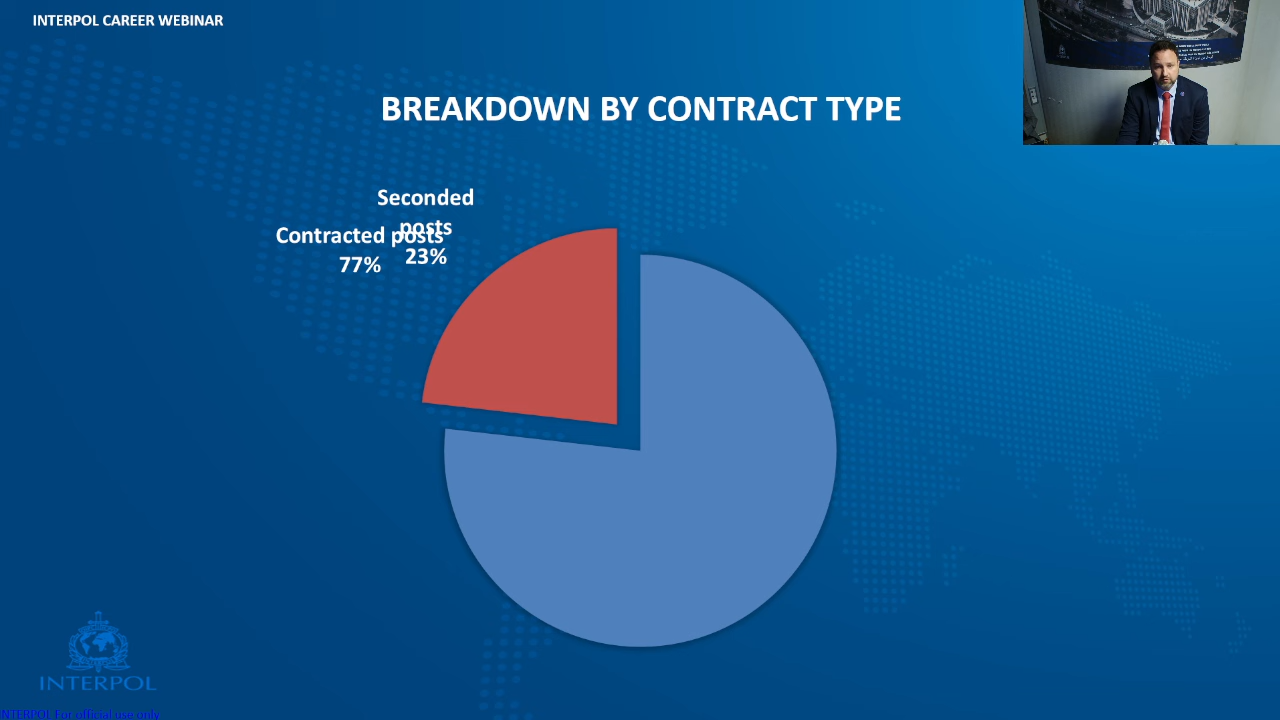 INTERPOL CAREER WEBINAR
BREAKDOWN BY CONTRACT TYPE
Seconded
posts
23%
Contracted posts
77%
INTERPOL
INTERPOL For official use only